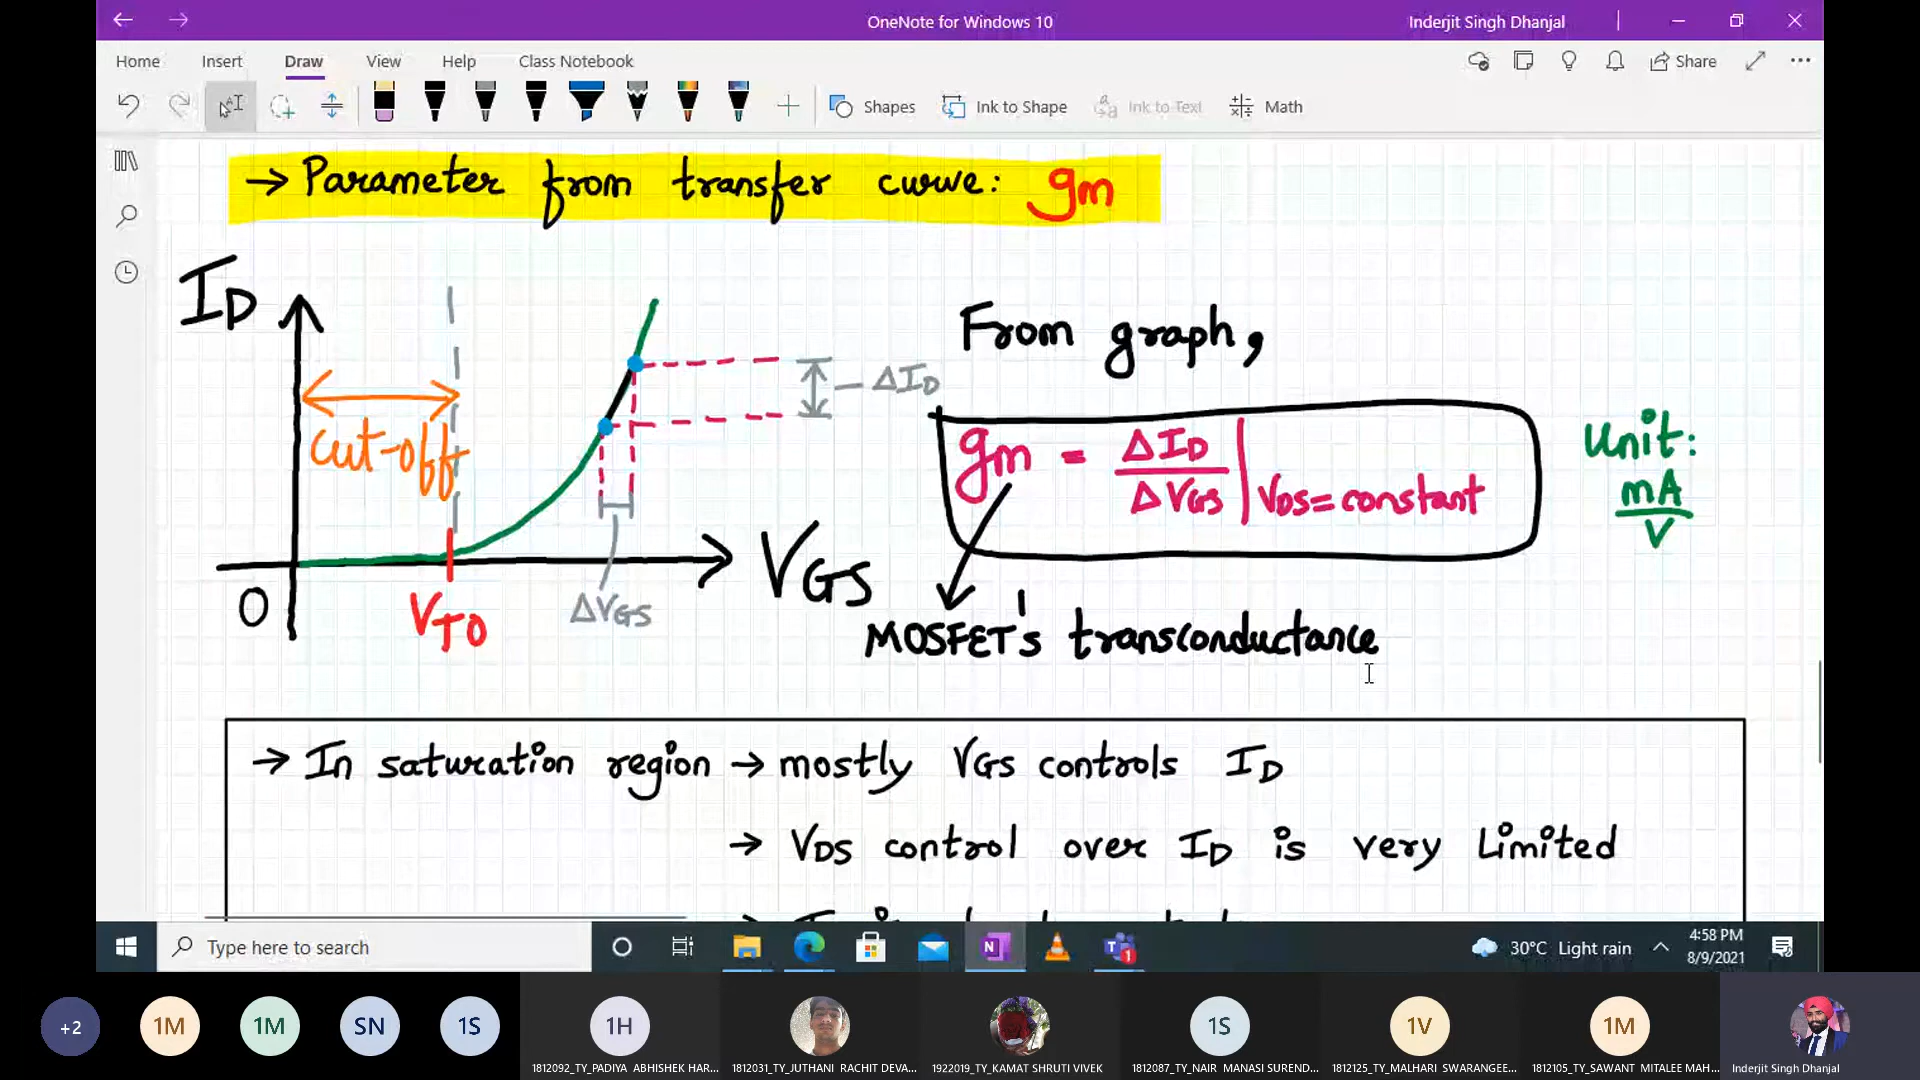 OneNote for Windows 10
Inderjit Singh Dhanjal
Home Insert Draw View Help Class Notebook
Share
Shapes Ink to Shape Ink to Text Math
→ Parameter from transfer curve: gm
ID
From graph,
ΔID
cut-off
gm = ΔID / ΔVGS | VDS = constant
Unit: mA/V
0
VTO
ΔVGS
VGS
MOSFET's transconductance
→ In saturation region → mostly VGS controls ID
→ VDS control over ID is very Limited
Type here to search
30°C Light rain
4:58 PM
8/9/2021
+2 1M 1M SN 1S 1H 1S 1V 1M
1812092_TY_PADIYA ABHISHEK HAR...
1812031_TY_JUTHANI RACHIT DEVA...
1922019_TY_KAMAT SHRUTI VIVEK
1812087_TY_NAIR MANASI SUREND...
1812125_TY_MALHARI SWARANGEE...
1812105_TY_SAWANT MITALEE MAH...
Inderjit Singh Dhanjal